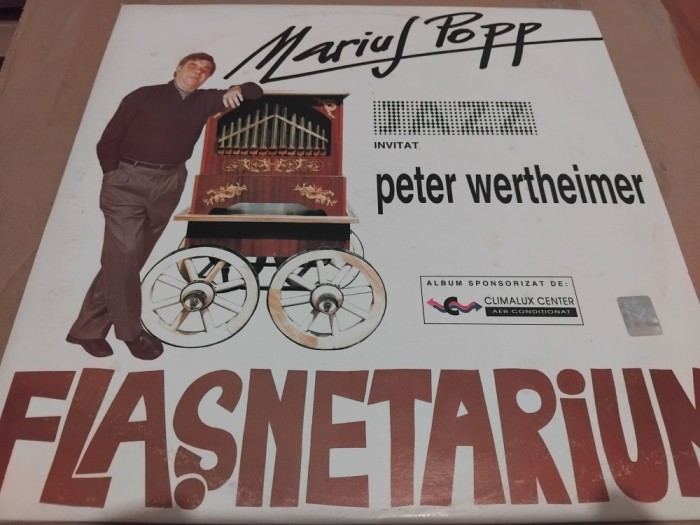 Marius Popp
JAZZ
INVITAT
peter wertheimer
ALBUM SPONSORIZAT DE:
CLIMALUX CENTER
AER CONDITIONAT
FLAȘNETARIUM